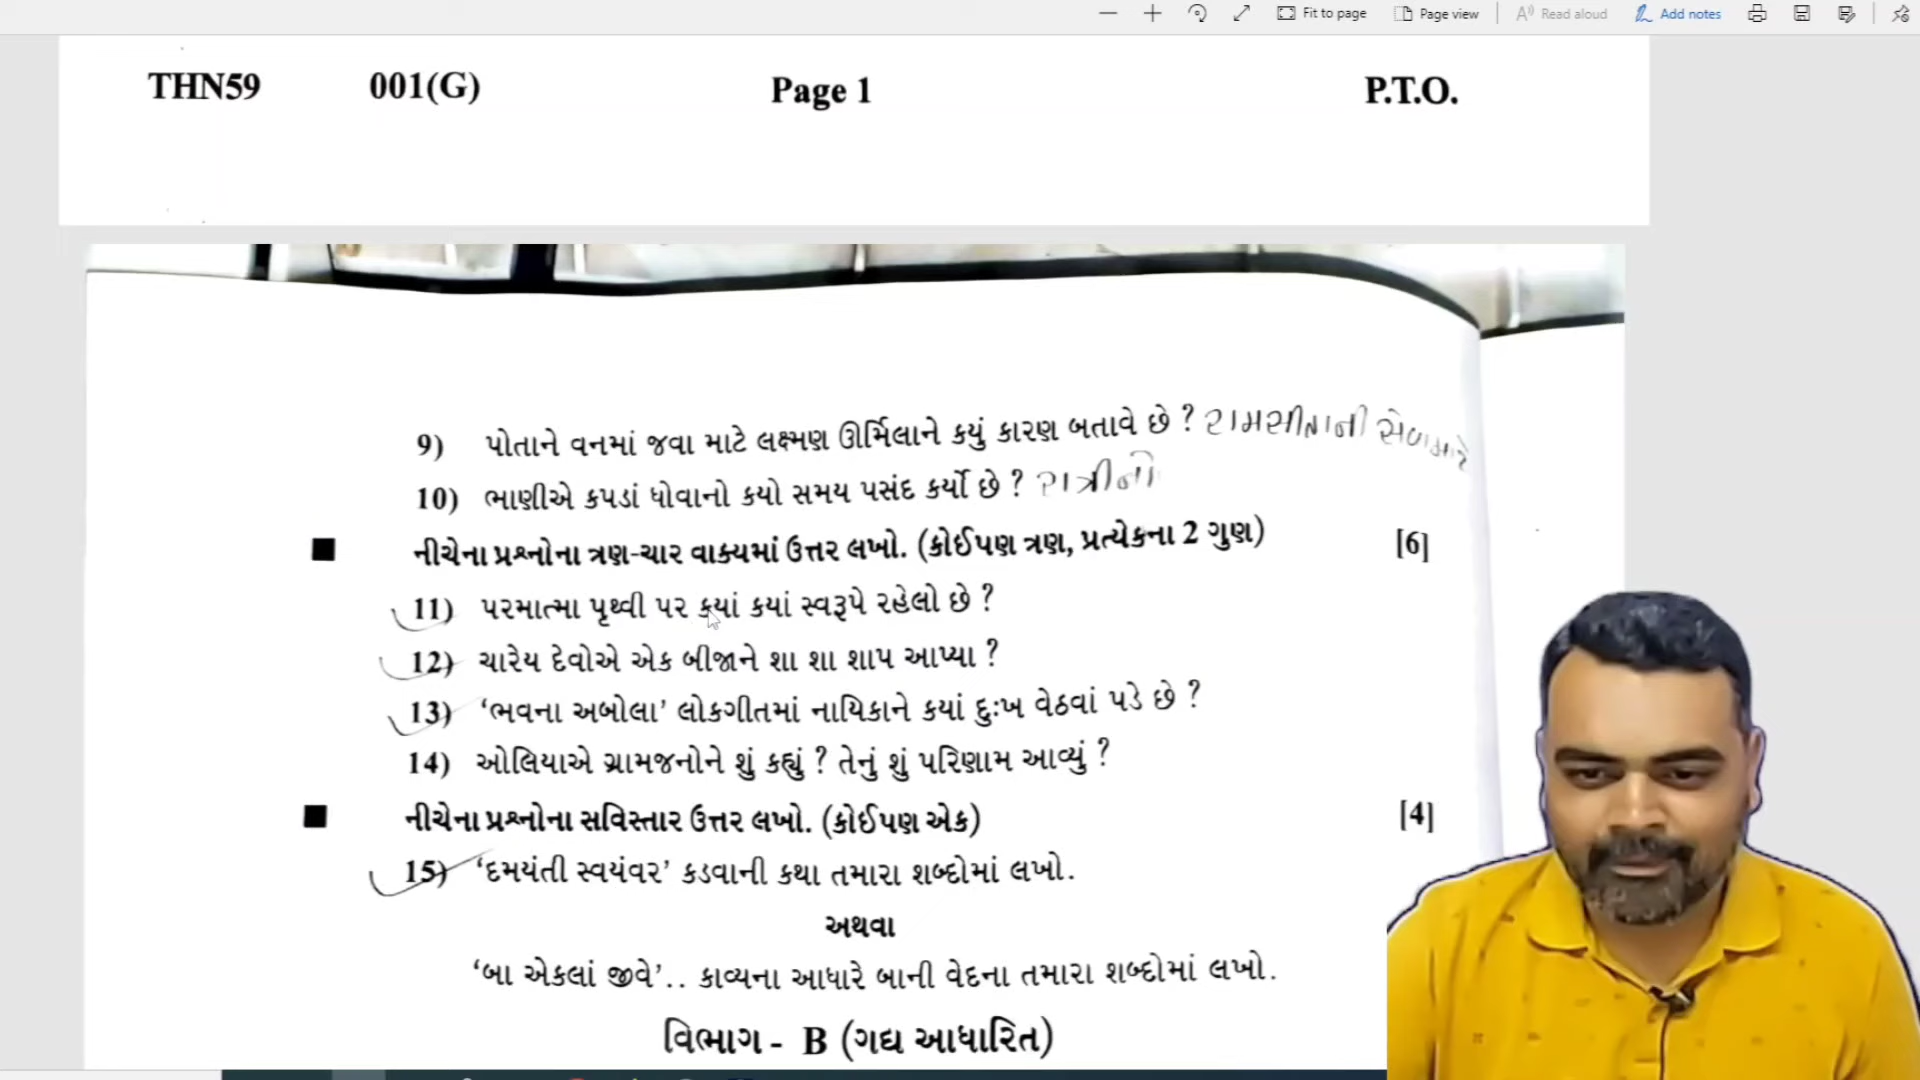 Fit to page Page view Read aloud Add notes
THN59 001(G) Page 1 P.T.O.
9) પોતાને વનમાં જવા માટે લક્ષ્મણ ઊર્મિલાને કયું કારણ બતાવે છે ? રામસીતાની સેવા માટે
10) ભાણીએ કપડાં ધોવાનો કયો સમય પસંદ કર્યો છે ? રાત્રીનો
■ નીચેના પ્રશ્નોના ત્રણ-ચાર વાક્યમાં ઉત્તર લખો. (કોઈપણ ત્રણ, પ્રત્યેકના 2 ગુણ) [6]
11) પરમાત્મા પૃથ્વી પર કયાં કયાં સ્વરૂપે રહેલો છે ?
12) ચારેય દેવોએ એક બીજાને શા શા શાપ આપ્યા ?
13) ‘ભવના અબોલા’ લોકગીતમાં નાયિકાને કયાં દુઃખ વેઠવાં પડે છે ?
14) ઓલિયાએ ગ્રામજનોને શું કહ્યું ? તેનું શું પરિણામ આવ્યું ?
■ નીચેના પ્રશ્નોના સવિસ્તાર ઉત્તર લખો. (કોઈપણ એક) [4]
15) ‘દમયંતી સ્વયંવર’ કડવાની કથા તમારા શબ્દોમાં લખો.
અથવા
‘બા એકલાં જીવે’.. કાવ્યના આધારે બાની વેદના તમારા શબ્દોમાં લખો.
વિભાગ - B (ગદ્ય આધારિત)